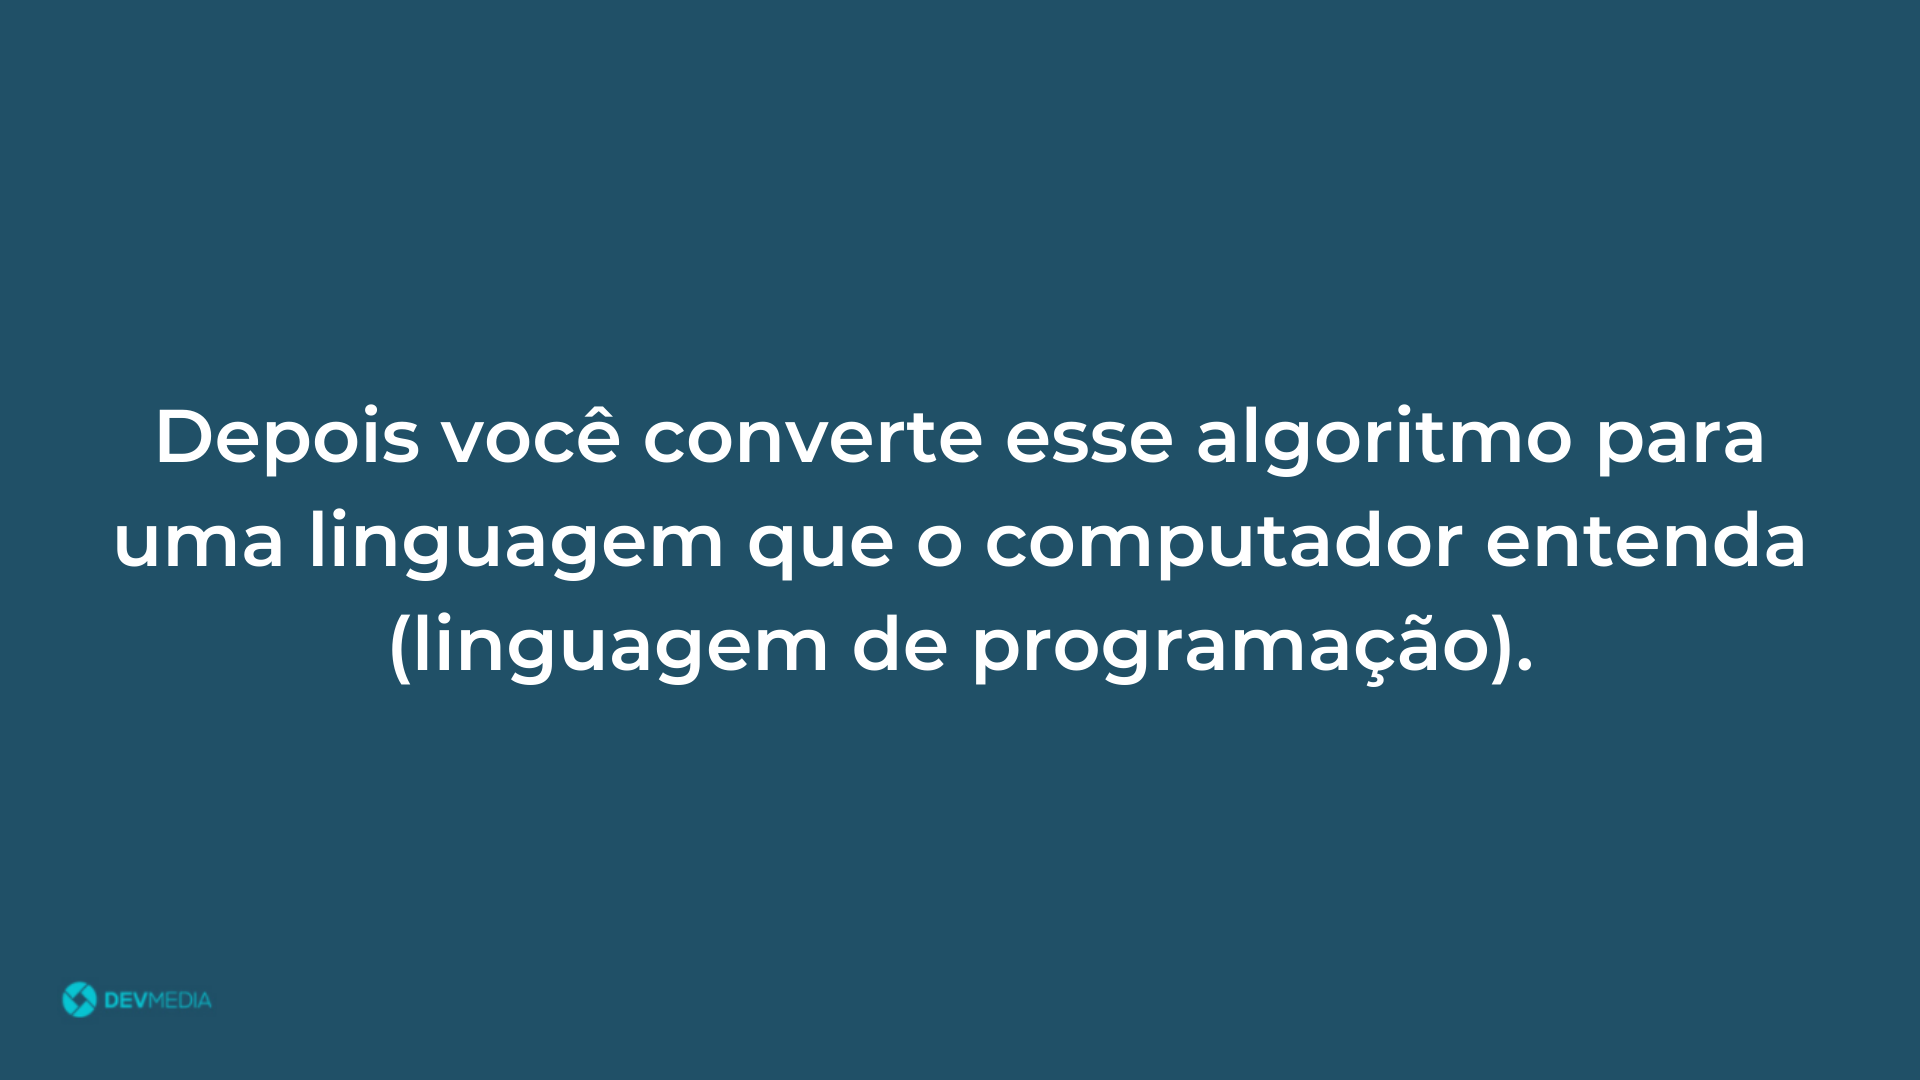 Depois você converte esse algoritmo para
uma linguagem que o computador entenda
(linguagem de programação).
DEVMEDIA